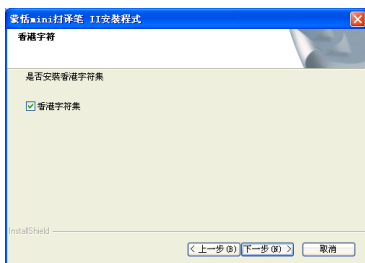 蒙恬mini扫译笔 II安装程式
香港字符
是否安装香港字符集
香港字符集
InstallShield
< 上一步(B) 下一步(N) > 取消